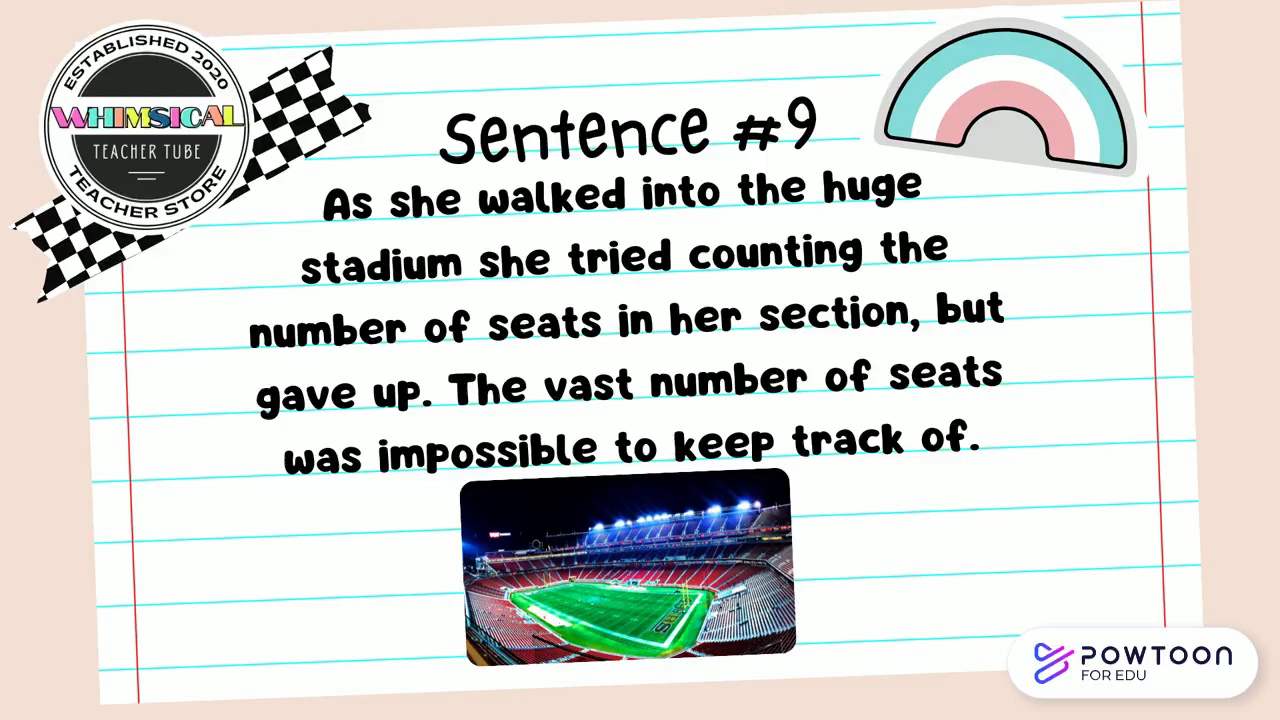 ESTABLISHED 2020
WHIMSICAL
TEACHER TUBE
TEACHER STORE
Sentence #9
As she walked into the huge
stadium she tried counting the
number of seats in her section, but
gave up. The vast number of seats
was impossible to keep track of.
POWTOON
FOR EDU